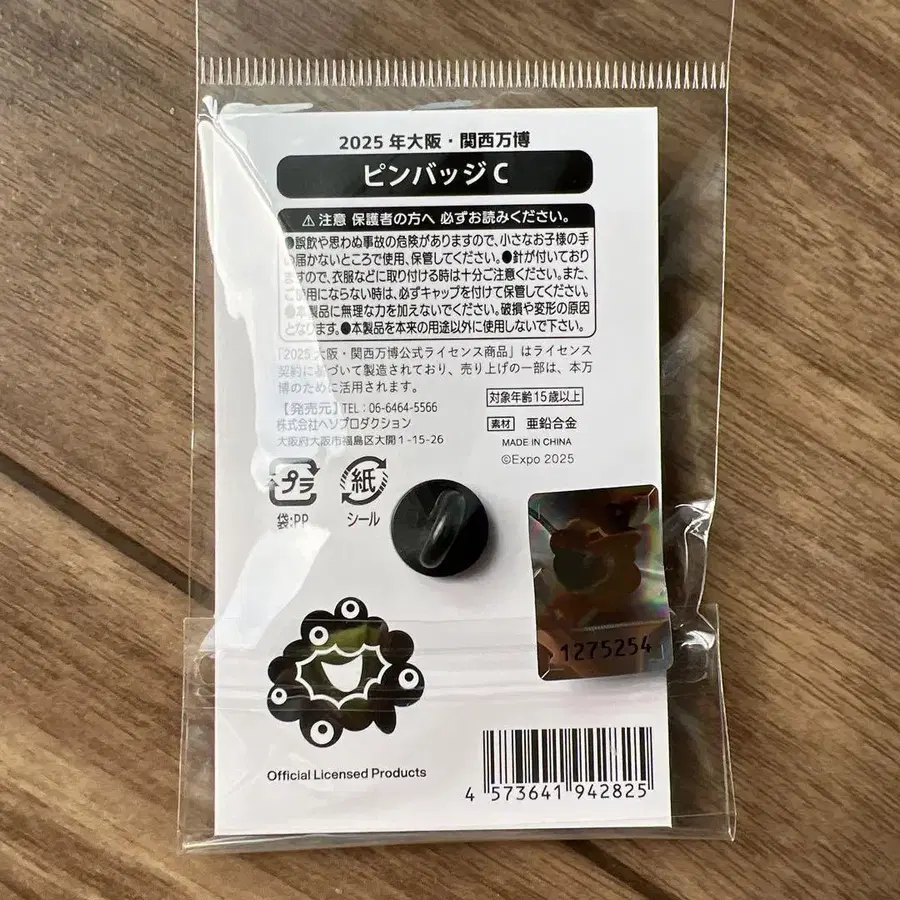 2025 年大阪・関西万博
ピンバッジ C
⚠ 注意 保護者の方へ 必ずお読みください。
●誤飲や思わぬ事故の危険がありますので、小さなお子様の手
の届かないところで使用、保管してください。●針が付いており
ますので、衣服などに取り付ける時は十分ご注意ください。また、
ご使用にならない時は、必ずキャップを付けて保管してください。
●本製品に無理な力を加えないでください。破損や変形の原因
となります。●本製品を本来の用途以外に使用しないで下さい。
「2025 大阪・関西万博公式ライセンス商品」はライセンス
契約に基づいて製造されており、売り上げの一部は、本万
博のために活用されます。
【発売元】TEL：06-6464-5566
株式会社ヘソプロダクション
大阪府大阪市福島区大開1-15-26
対象年齢15歳以上
素材 亜鉛合金
MADE IN CHINA
©Expo 2025
プラ
袋:PP
紙
シール
1275254
Official Licensed Products
4 573641 942825